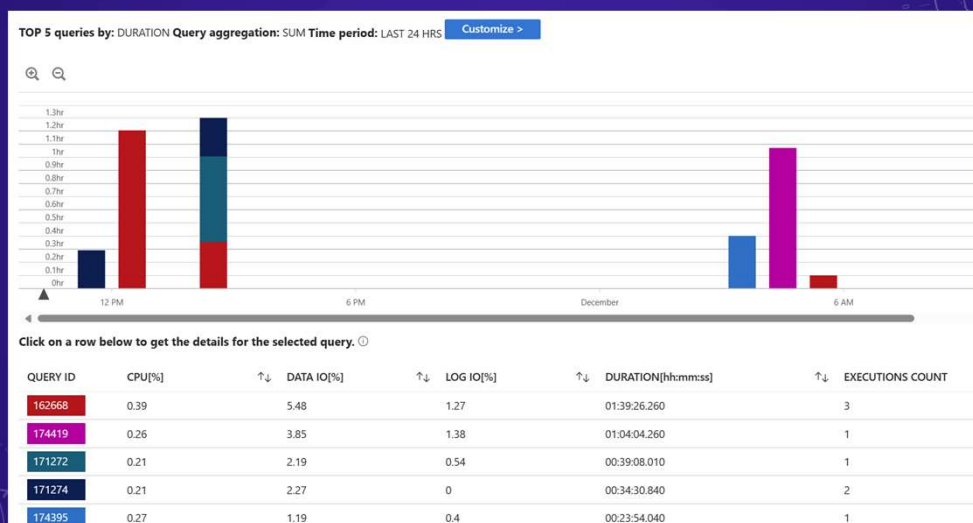 TOP 5 queries by: DURATION Query aggregation: SUM Time period: LAST 24 HRS Customize >
1.3hr
1.2hr
1.1hr
1hr
0.9hr
0.8hr
0.7hr
0.6hr
0.5hr
0.4hr
0.3hr
0.2hr
0.1hr
0hr
12 PM 6 PM December 6 AM
Click on a row below to get the details for the selected query.
QUERY ID CPU[%] DATA IO[%] LOG IO[%] DURATION[hh:mm:ss] EXECUTIONS COUNT
162668 0.39 5.48 1.27 01:39:26.260 3
174419 0.26 3.85 1.38 01:04:04.260 1
171272 0.21 2.19 0.54 00:39:08.010 1
171274 0.21 2.27 0 00:34:30.840 2
174395 0.27 1.19 0.4 00:23:54.040 1